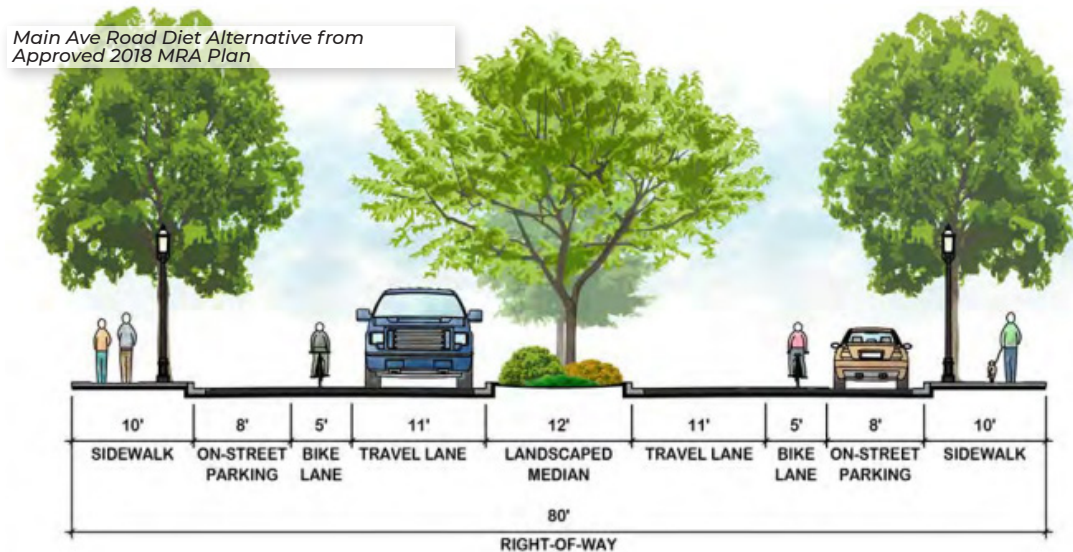 Main Ave Road Diet Alternative from
Approved 2018 MRA Plan
10' 8' 5' 11' 12' 11' 5' 8' 10'
SIDEWALK ON-STREET PARKING BIKE LANE TRAVEL LANE LANDSCAPED MEDIAN TRAVEL LANE BIKE LANE ON-STREET PARKING SIDEWALK
80'
RIGHT-OF-WAY